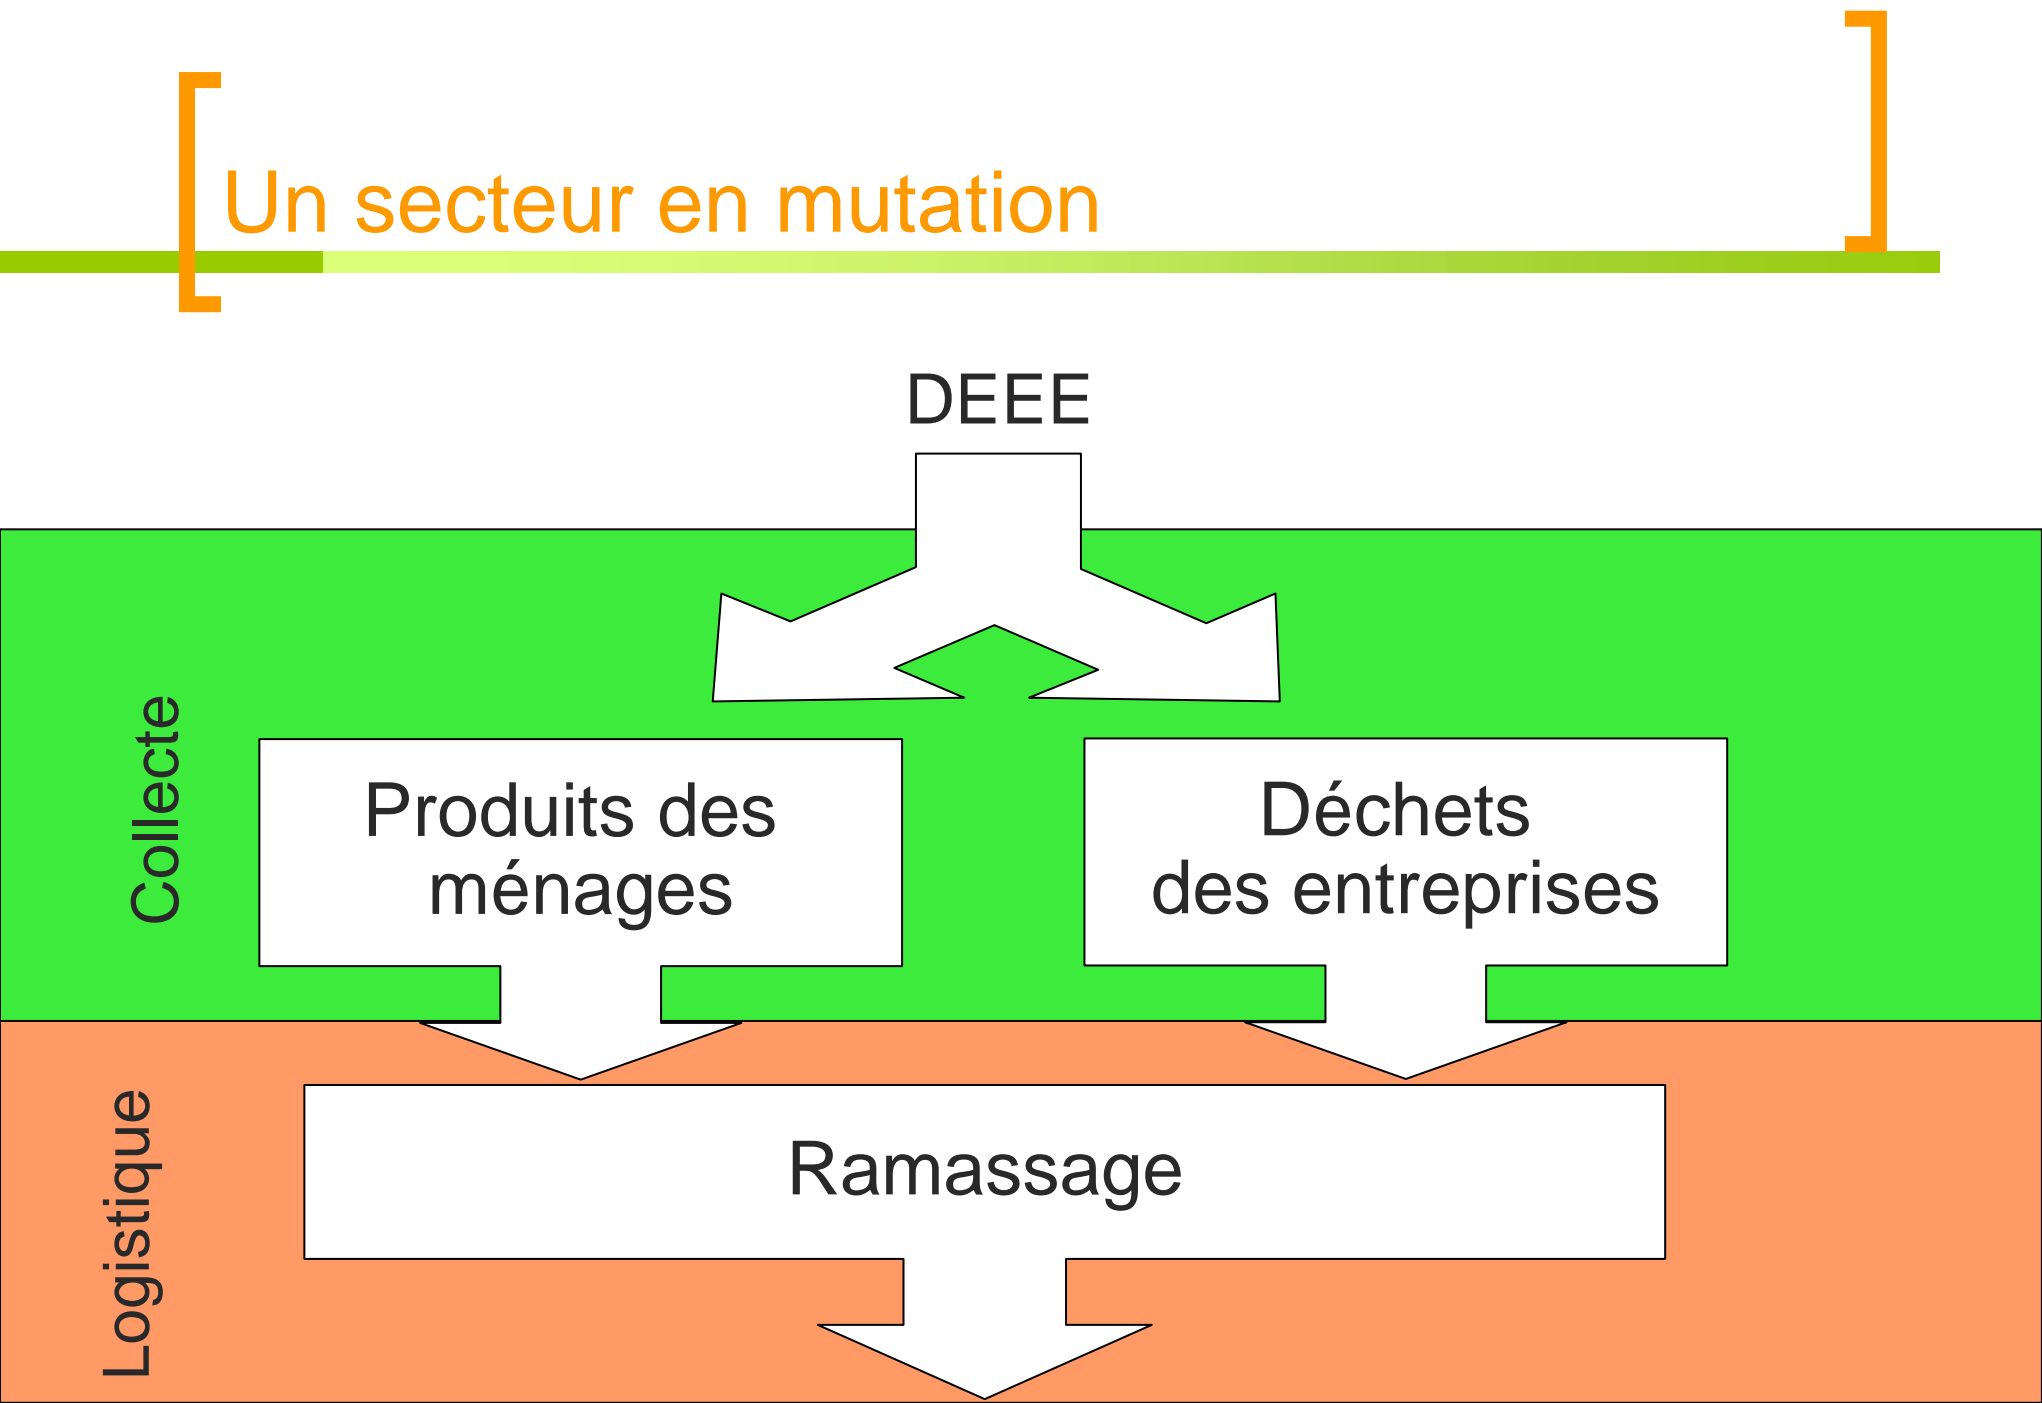 Un secteur en mutation
DEEE
Collecte
Produits des
ménages
Déchets
des entreprises
Logistique
Ramassage